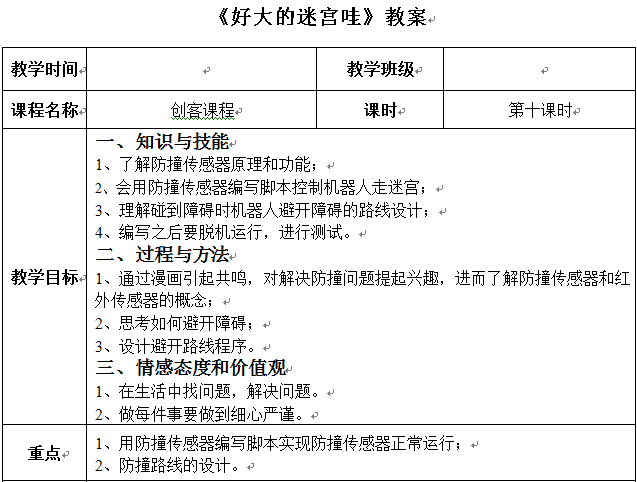 《好大的迷宫哇》教案
教学时间 教学班级
课程名称 创客课程 课时 第十课时
教学目标
一、知识与技能
1、了解防撞传感器原理和功能；
2、会用防撞传感器编写脚本控制机器人走迷宫；
3、理解碰到障碍时机器人避开障碍的路线设计；
4、编写之后要脱机运行，进行测试。
二、过程与方法
1、通过漫画引起共鸣，对解决防撞问题提起兴趣，进而了解防撞传感器和红
外传感器的概念；
2、思考如何避开障碍；
3、设计避开路线程序。
三、情感态度和价值观
1、在生活中找问题，解决问题。
2、做每件事要做到细心严谨。
重点
1、用防撞传感器编写脚本实现防撞传感器正常运行；
2、防撞路线的设计。